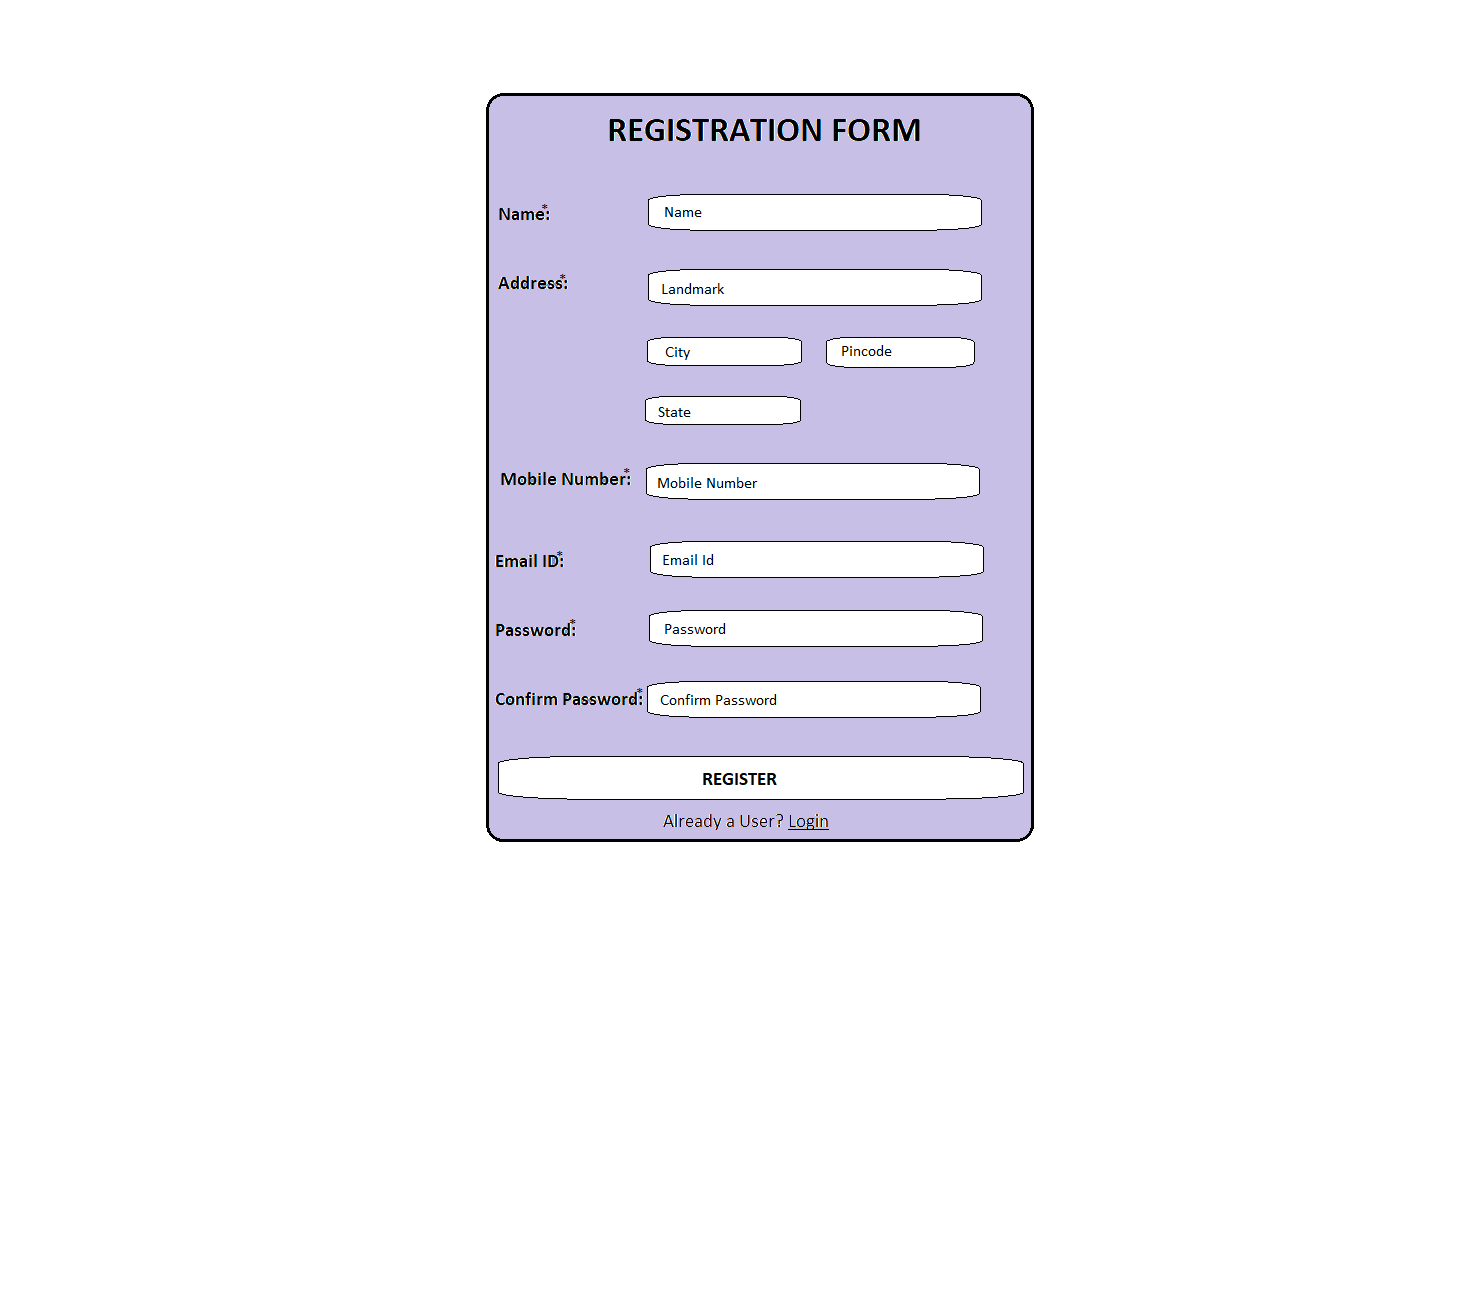 REGISTRATION FORM
Name*: Name
Address*: Landmark
City Pincode
State
Mobile Number*: Mobile Number
Email ID*: Email Id
Password*: Password
Confirm Password*: Confirm Password
REGISTER
Already a User? Login